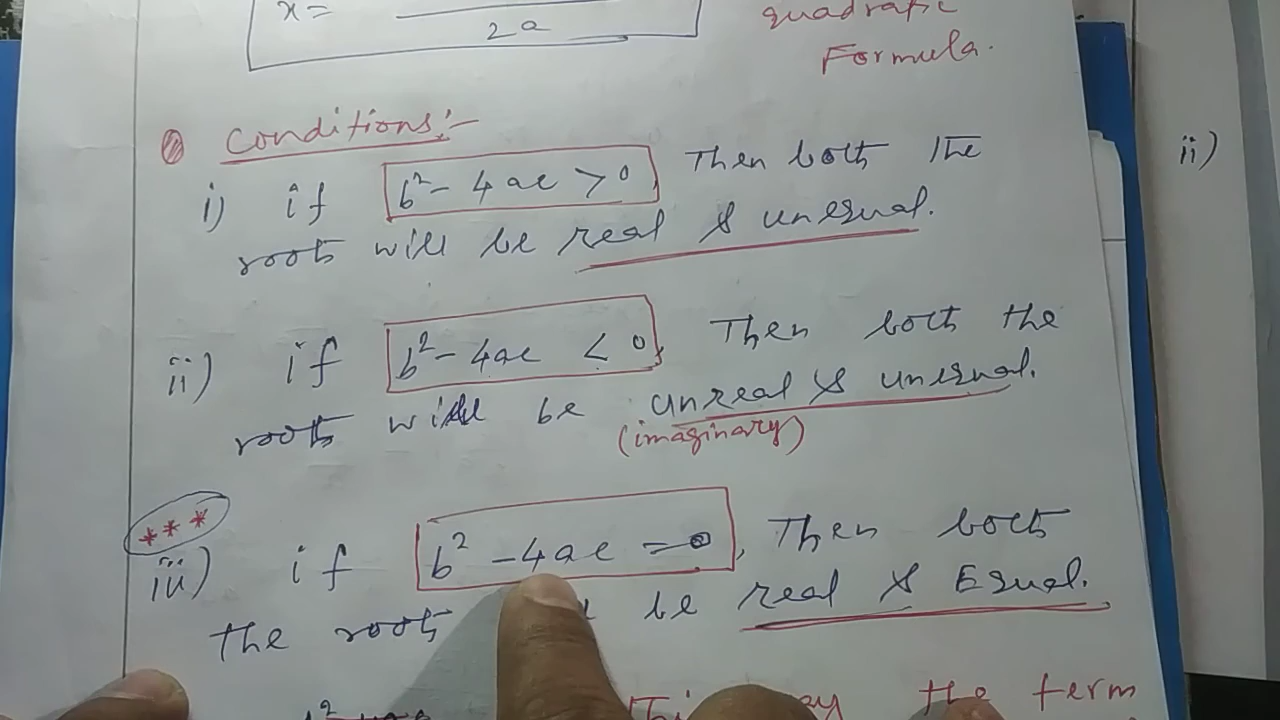 x =
2a
quadratic
Formula.
Conditions:-
i) if b² - 4ac > 0, Then both the
roots will be real & unequal.
ii)
ii) if b² - 4ac < 0, Then both the
roots will be unreal & unequal.
(imaginary)
***
iii) if b² - 4ac = 0, Then both
the roots be real & Equal.
the term